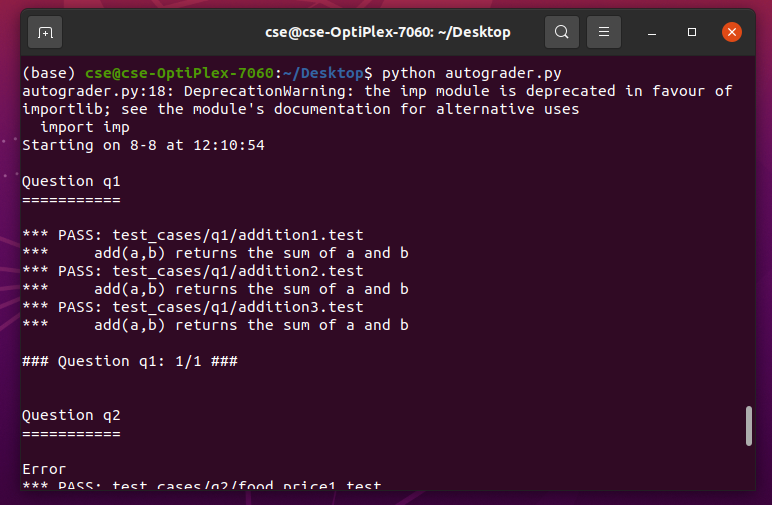 cse@cse-OptiPlex-7060: ~/Desktop
(base) cse@cse-OptiPlex-7060:~/Desktop$ python autograder.py
autograder.py:18: DeprecationWarning: the imp module is deprecated in favour of
importlib; see the module's documentation for alternative uses
  import imp
Starting on 8-8 at 12:10:54
Question q1
===========
*** PASS: test_cases/q1/addition1.test
***     add(a,b) returns the sum of a and b
*** PASS: test_cases/q1/addition2.test
***     add(a,b) returns the sum of a and b
*** PASS: test_cases/q1/addition3.test
***     add(a,b) returns the sum of a and b
### Question q1: 1/1 ###
Question q2
===========
Error
*** PASS: test_cases/q2/food_price1.test